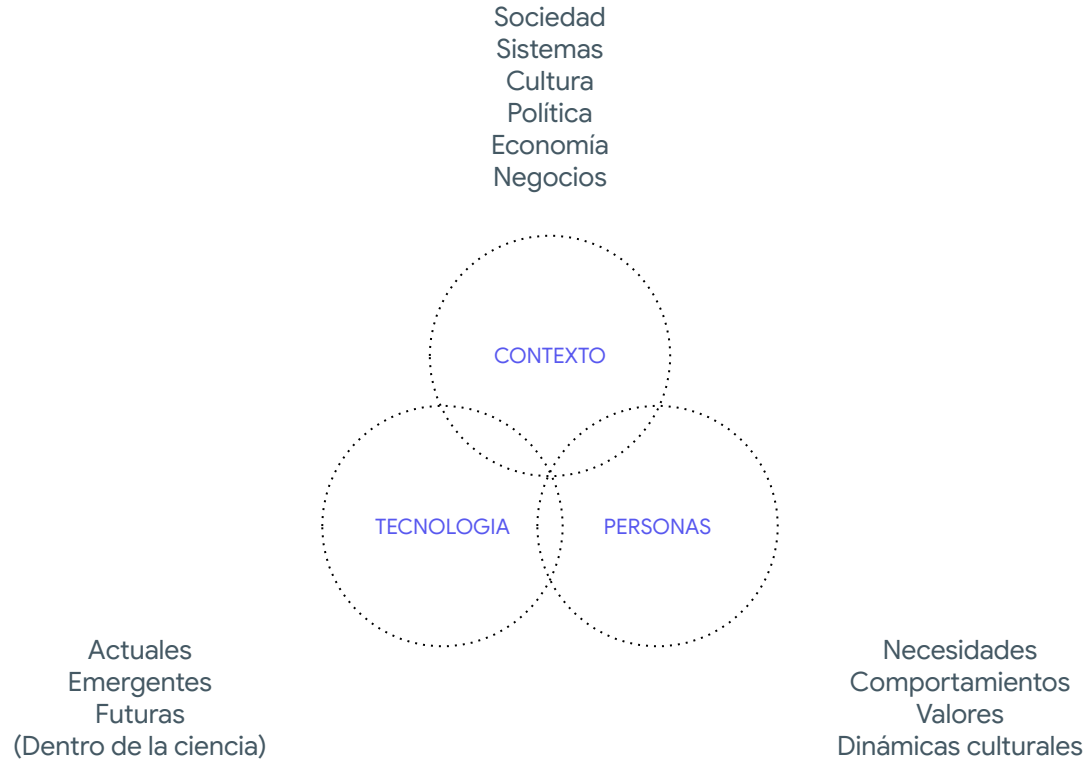 Sociedad
Sistemas
Cultura
Política
Economía
Negocios
CONTEXTO
TECNOLOGIA
PERSONAS
Actuales
Emergentes
Futuras
(Dentro de la ciencia)
Necesidades
Comportamientos
Valores
Dinámicas culturales